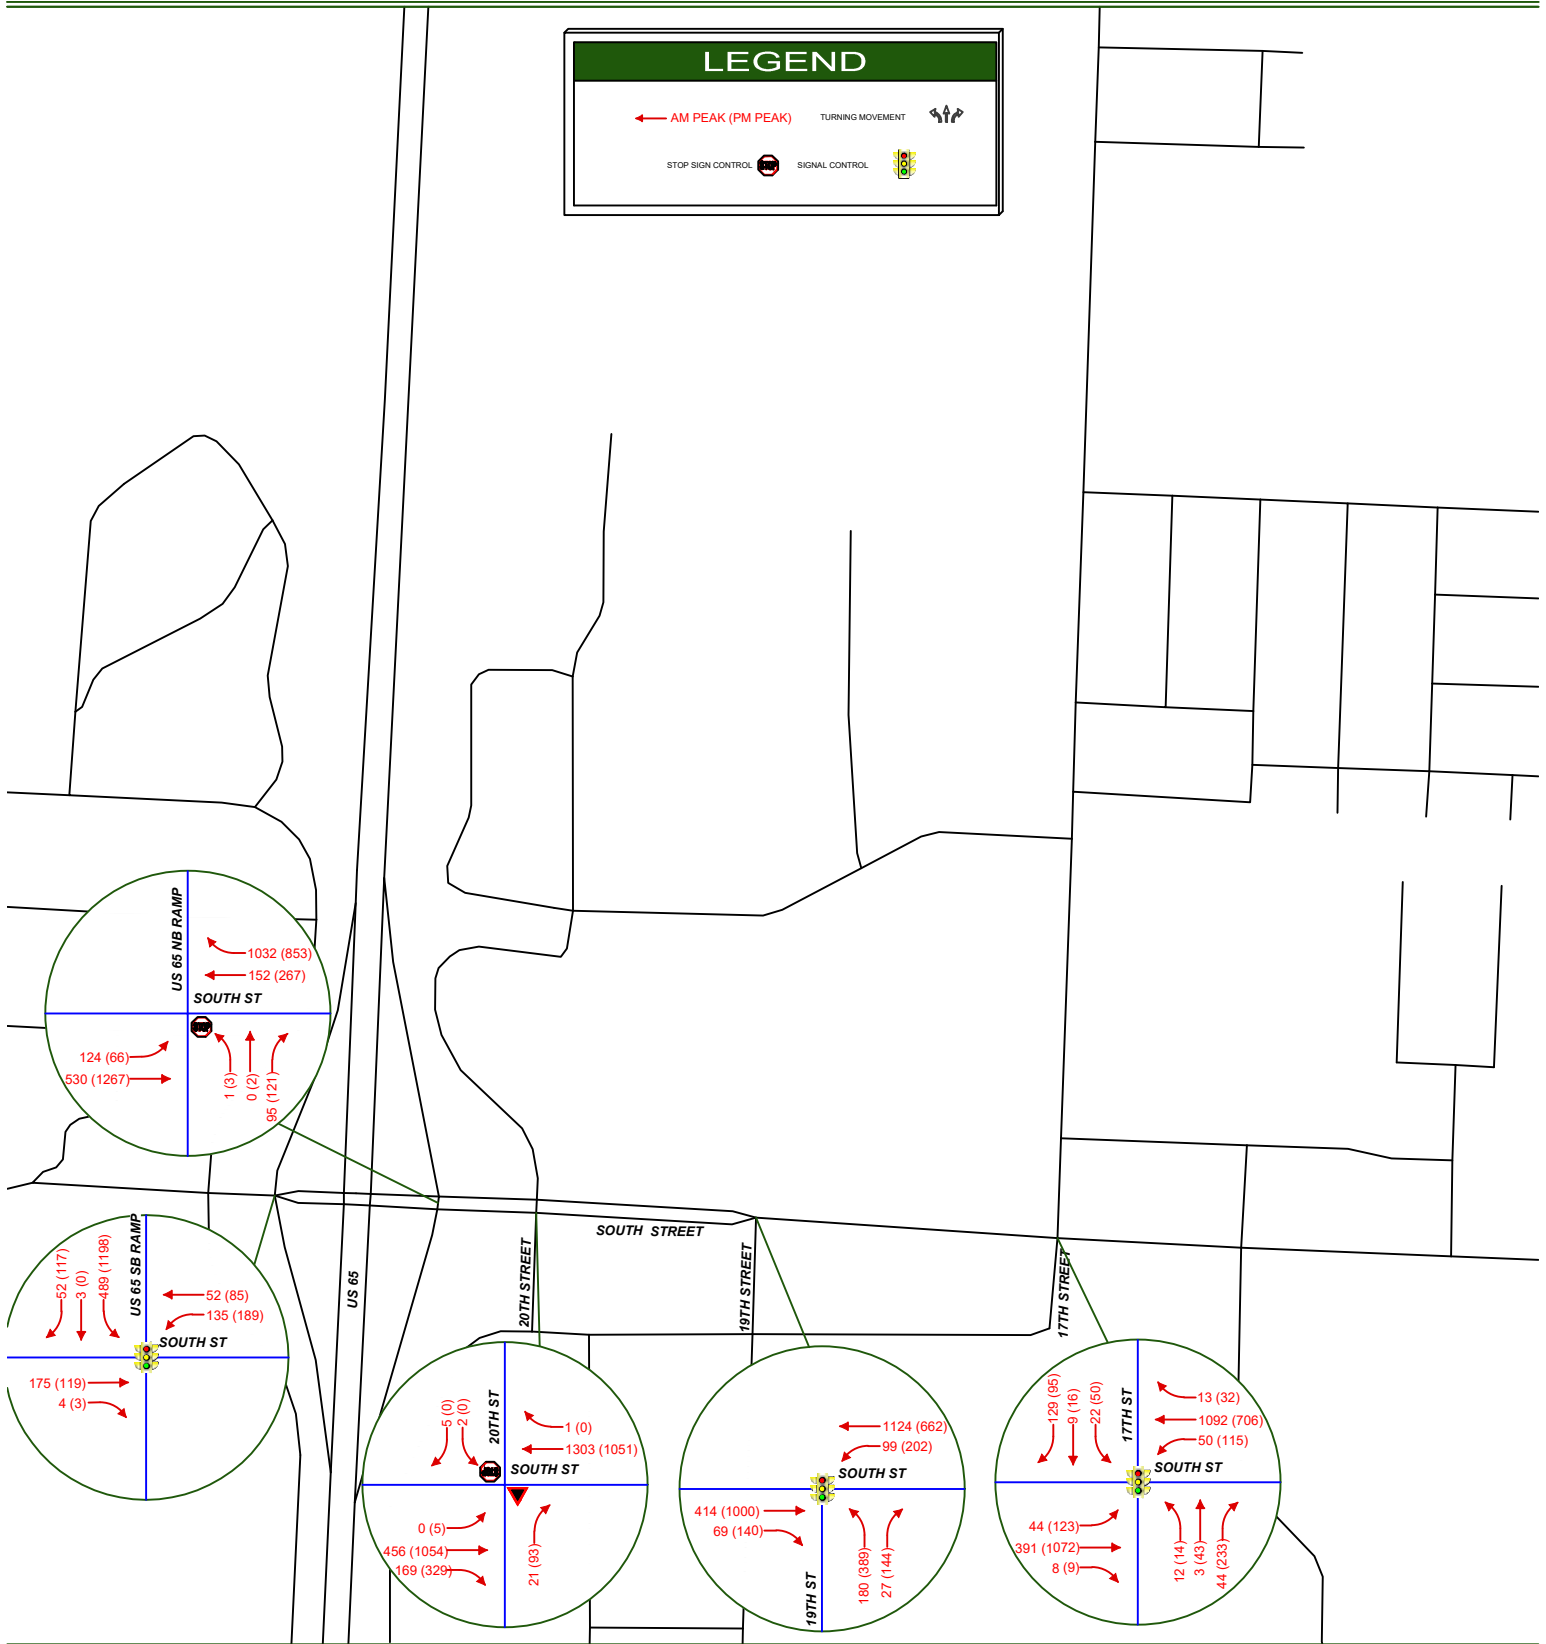 LEGEND
AM PEAK (PM PEAK)
TURNING MOVEMENT
STOP SIGN CONTROL
STOP
SIGNAL CONTROL
US 65 NB RAMP
1032 (853)
152 (267)
SOUTH ST
STOP
124 (66)
530 (1267)
1 (3)
0 (2)
95 (121)
52 (117)
3 (0)
489 (1198)
US 65 SB RAMP
52 (85)
135 (189)
SOUTH ST
175 (119)
4 (3)
US 65
20TH STREET
SOUTH STREET
19TH STREET
17TH STREET
5 (0)
2 (0)
20TH ST
1 (0)
1303 (1051)
SOUTH ST
0 (5)
456 (1054)
169 (329)
21 (93)
1124 (662)
99 (202)
SOUTH ST
414 (1000)
69 (140)
19TH ST
180 (389)
27 (144)
129 (95)
9 (16)
22 (50)
17TH ST
13 (32)
1092 (706)
50 (115)
SOUTH ST
44 (123)
391 (1072)
8 (9)
12 (14)
3 (43)
44 (233)